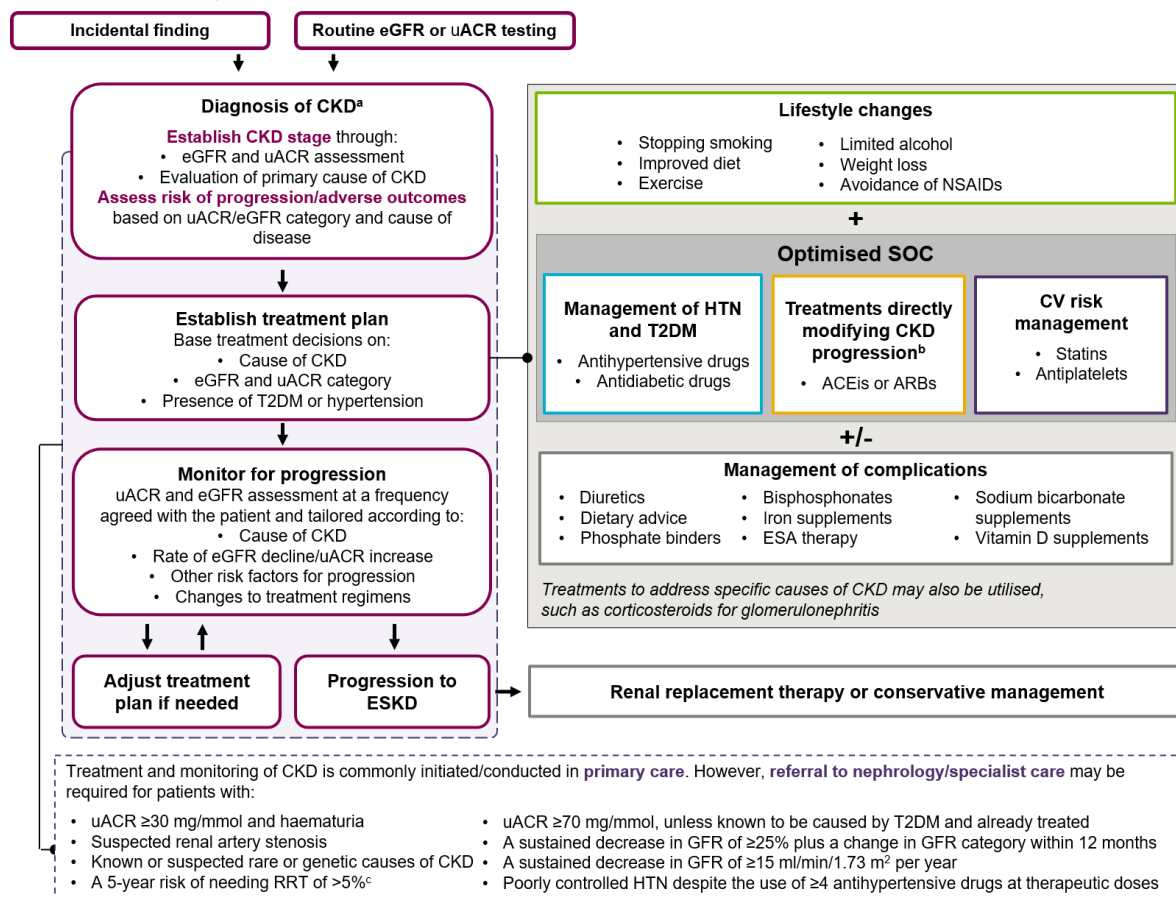 Incidental finding
Routine eGFR or uACR testing
Diagnosis of CKDᵃ
Establish CKD stage through:
• eGFR and uACR assessment
• Evaluation of primary cause of CKD
Assess risk of progression/adverse outcomes
based on uACR/eGFR category and cause of
disease
Establish treatment plan
Base treatment decisions on:
• Cause of CKD
• eGFR and uACR category
• Presence of T2DM or hypertension
Monitor for progression
uACR and eGFR assessment at a frequency
agreed with the patient and tailored according to:
• Cause of CKD
• Rate of eGFR decline/uACR increase
• Other risk factors for progression
• Changes to treatment regimens
Adjust treatment
plan if needed
Progression to
ESKD
Lifestyle changes
• Stopping smoking
• Improved diet
• Exercise
• Limited alcohol
• Weight loss
• Avoidance of NSAIDs
+
Optimised SOC
Management of HTN
and T2DM
• Antihypertensive drugs
• Antidiabetic drugs
Treatments directly
modifying CKD
progressionᵇ
• ACEis or ARBs
CV risk
management
• Statins
• Antiplatelets
+/-
Management of complications
• Diuretics
• Dietary advice
• Phosphate binders
• Bisphosphonates
• Iron supplements
• ESA therapy
• Sodium bicarbonate
supplements
• Vitamin D supplements
Treatments to address specific causes of CKD may also be utilised,
such as corticosteroids for glomerulonephritis
Renal replacement therapy or conservative management
Treatment and monitoring of CKD is commonly initiated/conducted in primary care. However, referral to nephrology/specialist care may be
required for patients with:
• uACR ≥30 mg/mmol and haematuria
• Suspected renal artery stenosis
• Known or suspected rare or genetic causes of CKD
• A 5-year risk of needing RRT of >5%ᶜ
• uACR ≥70 mg/mmol, unless known to be caused by T2DM and already treated
• A sustained decrease in GFR of ≥25% plus a change in GFR category within 12 months
• A sustained decrease in GFR of ≥15 ml/min/1.73 m² per year
• Poorly controlled HTN despite the use of ≥4 antihypertensive drugs at therapeutic doses